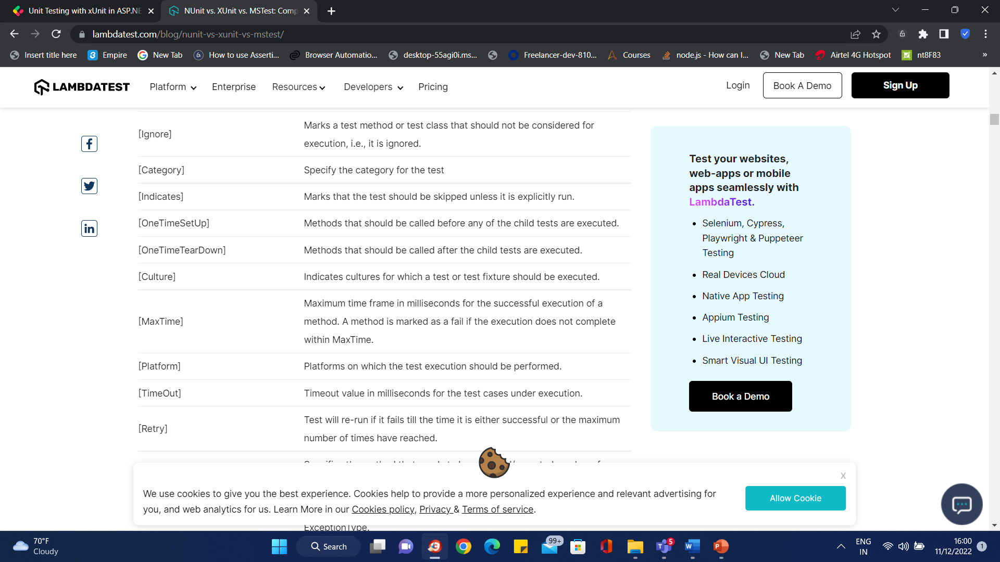 Unit Testing with xUnit in ASP.NE
NUnit vs. XUnit vs. MSTest: Comp
lambdatest.com/blog/nunit-vs-xunit-vs-mstest/
Insert title here
Empire
New Tab
How to use Asserti...
Browser Automatio...
desktop-55agi0i.ms...
Freelancer-dev-810...
Courses
node.js - How can I...
New Tab
Airtel 4G Hotspot
nt8F83
»
LAMBDATEST
Platform
Enterprise
Resources
Developers
Pricing
Login
Book A Demo
Sign Up
[Ignore]
Marks a test method or test class that should not be considered for
execution, i.e., it is ignored.
[Category]
Specify the category for the test
[Indicates]
Marks that the test should be skipped unless it is explicitly run.
[OneTimeSetUp]
Methods that should be called before any of the child tests are executed.
[OneTimeTearDown]
Methods that should be called after the child tests are executed.
[Culture]
Indicates cultures for which a test or test fixture should be executed.
[MaxTime]
Maximum time frame in milliseconds for the successful execution of a
method. A method is marked as a fail if the execution does not complete
within MaxTime.
[Platform]
Platforms on which the test execution should be performed.
[TimeOut]
Timeout value in milliseconds for the test cases under execution.
[Retry]
Test will re-run if it fails till the time it is either successful or the maximum
number of times have reached.
ExceptionType.
Test your websites,
web-apps or mobile
apps seamlessly with
LambdaTest.
• Selenium, Cypress,
Playwright & Puppeteer
Testing
• Real Devices Cloud
• Native App Testing
• Appium Testing
• Live Interactive Testing
• Smart Visual UI Testing
Book a Demo
X
We use cookies to give you the best experience. Cookies help to provide a more personalized experience and relevant advertising for
you, and web analytics for us. Learn More in our Cookies policy, Privacy & Terms of service.
Allow Cookie
70°F
Cloudy
Search
99+
5
ENG
IN
16:00
11/12/2022
1